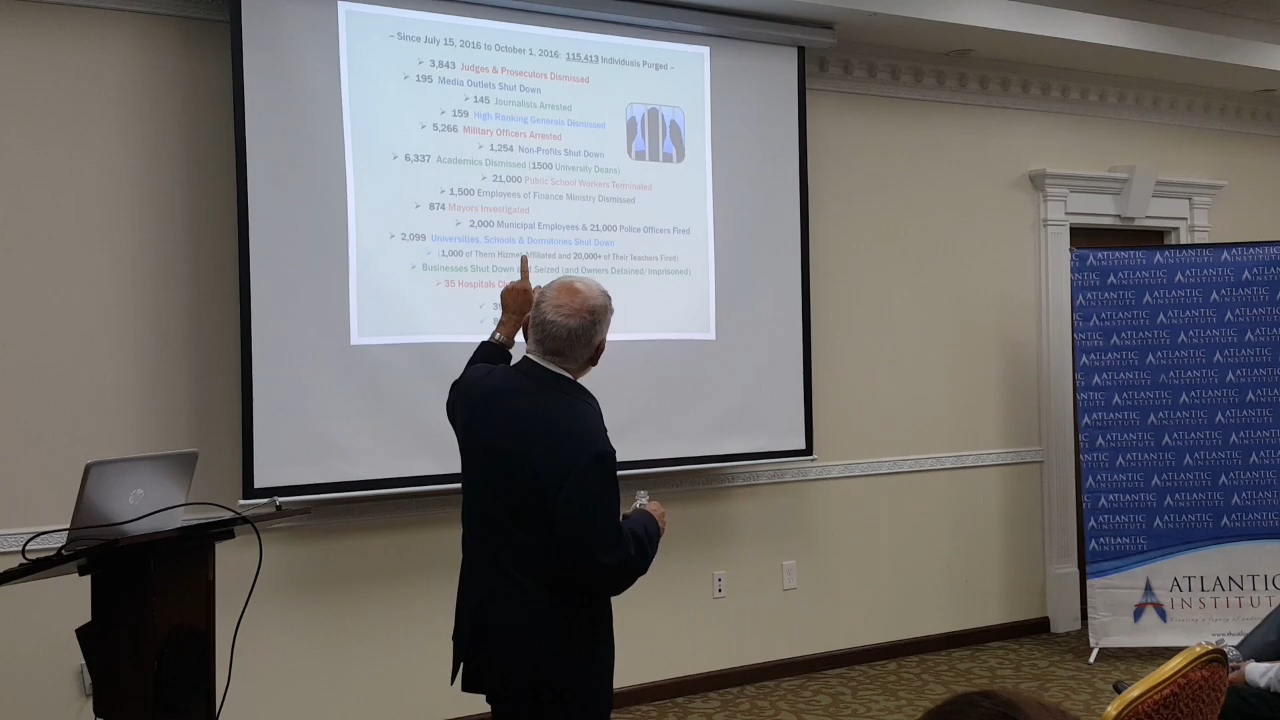 – Since July 15, 2016 to October 1, 2016: 115,413 Individuals Purged –
➢ 3,843 Judges & Prosecutors Dismissed
➢ 195 Media Outlets Shut Down
➢ 145 Journalists Arrested
➢ 159 High Ranking Generals Dismissed
➢ 5,266 Military Officers Arrested
➢ 1,254 Non-Profits Shut Down
➢ 6,337 Academics Dismissed (1500 University Deans)
➢ 21,000 Public School Workers Terminated
➢ 1,500 Employees of Finance Ministry Dismissed
➢ 874 Mayors Investigated
➢ 2,000 Municipal Employees & 21,000 Police Officers Fired
➢ 2,099 Universities, Schools & Dormitories Shut Down
➢ (1,000 of Them Hizmet Affiliated and 20,000+ of Their Teachers Fired)
➢ Businesses Shut Down and Seized (and Owners Detained/Imprisoned)
➢ 35 Hospitals
hp
ATLANTIC INSTITUTE
ATLANTIC
INSTITUT